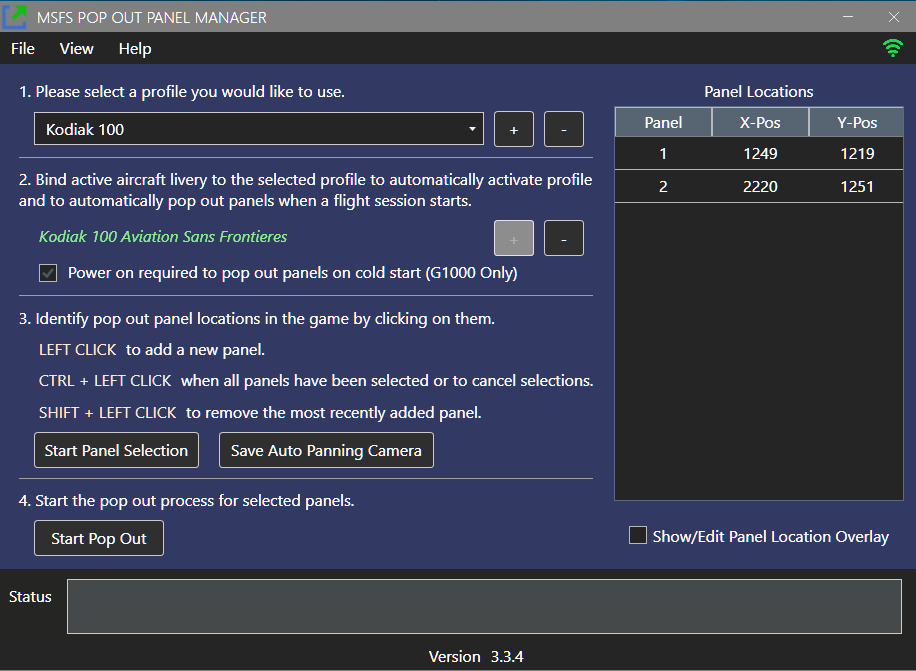 MSFS POP OUT PANEL MANAGER
File View Help
1. Please select a profile you would like to use.
Kodiak 100
+ -
2. Bind active aircraft livery to the selected profile to automatically activate profile
and to automatically pop out panels when a flight session starts.
Kodiak 100 Aviation Sans Frontieres
+ -
Power on required to pop out panels on cold start (G1000 Only)
3. Identify pop out panel locations in the game by clicking on them.
LEFT CLICK to add a new panel.
CTRL + LEFT CLICK when all panels have been selected or to cancel selections.
SHIFT + LEFT CLICK to remove the most recently added panel.
Start Panel Selection Save Auto Panning Camera
4. Start the pop out process for selected panels.
Start Pop Out
Panel Locations
Panel X-Pos Y-Pos
1 1249 1219
2 2220 1251
Show/Edit Panel Location Overlay
Status
Version 3.3.4